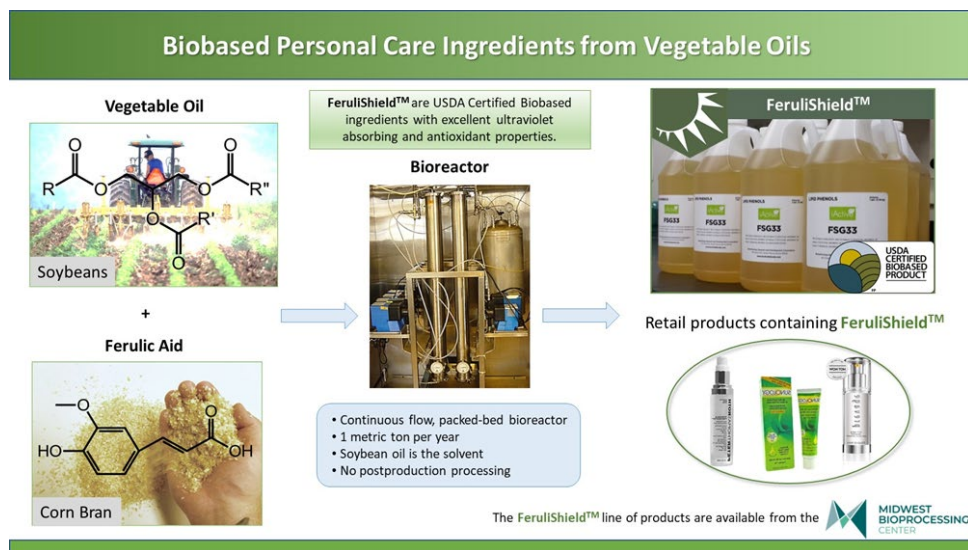 Biobased Personal Care Ingredients from Vegetable Oils
Vegetable Oil
O
O
R
O
O
R"
O
R'
O
Soybeans
+
Ferulic Aid
O
O
HO
OH
Corn Bran
FeruliShield™ are USDA Certified Biobased
ingredients with excellent ultraviolet
absorbing and antioxidant properties.
Bioreactor
• Continuous flow, packed-bed bioreactor
• 1 metric ton per year
• Soybean oil is the solvent
• No postproduction processing
FeruliShield™
LIPID PHENOLS
FSG33
FSG33
FSG33
USDA
CERTIFIED
BIOBASED
PRODUCT
Retail products containing FeruliShield™
The FeruliShield™ line of products are available from the
MIDWEST
BIOPROCESSING
CENTER